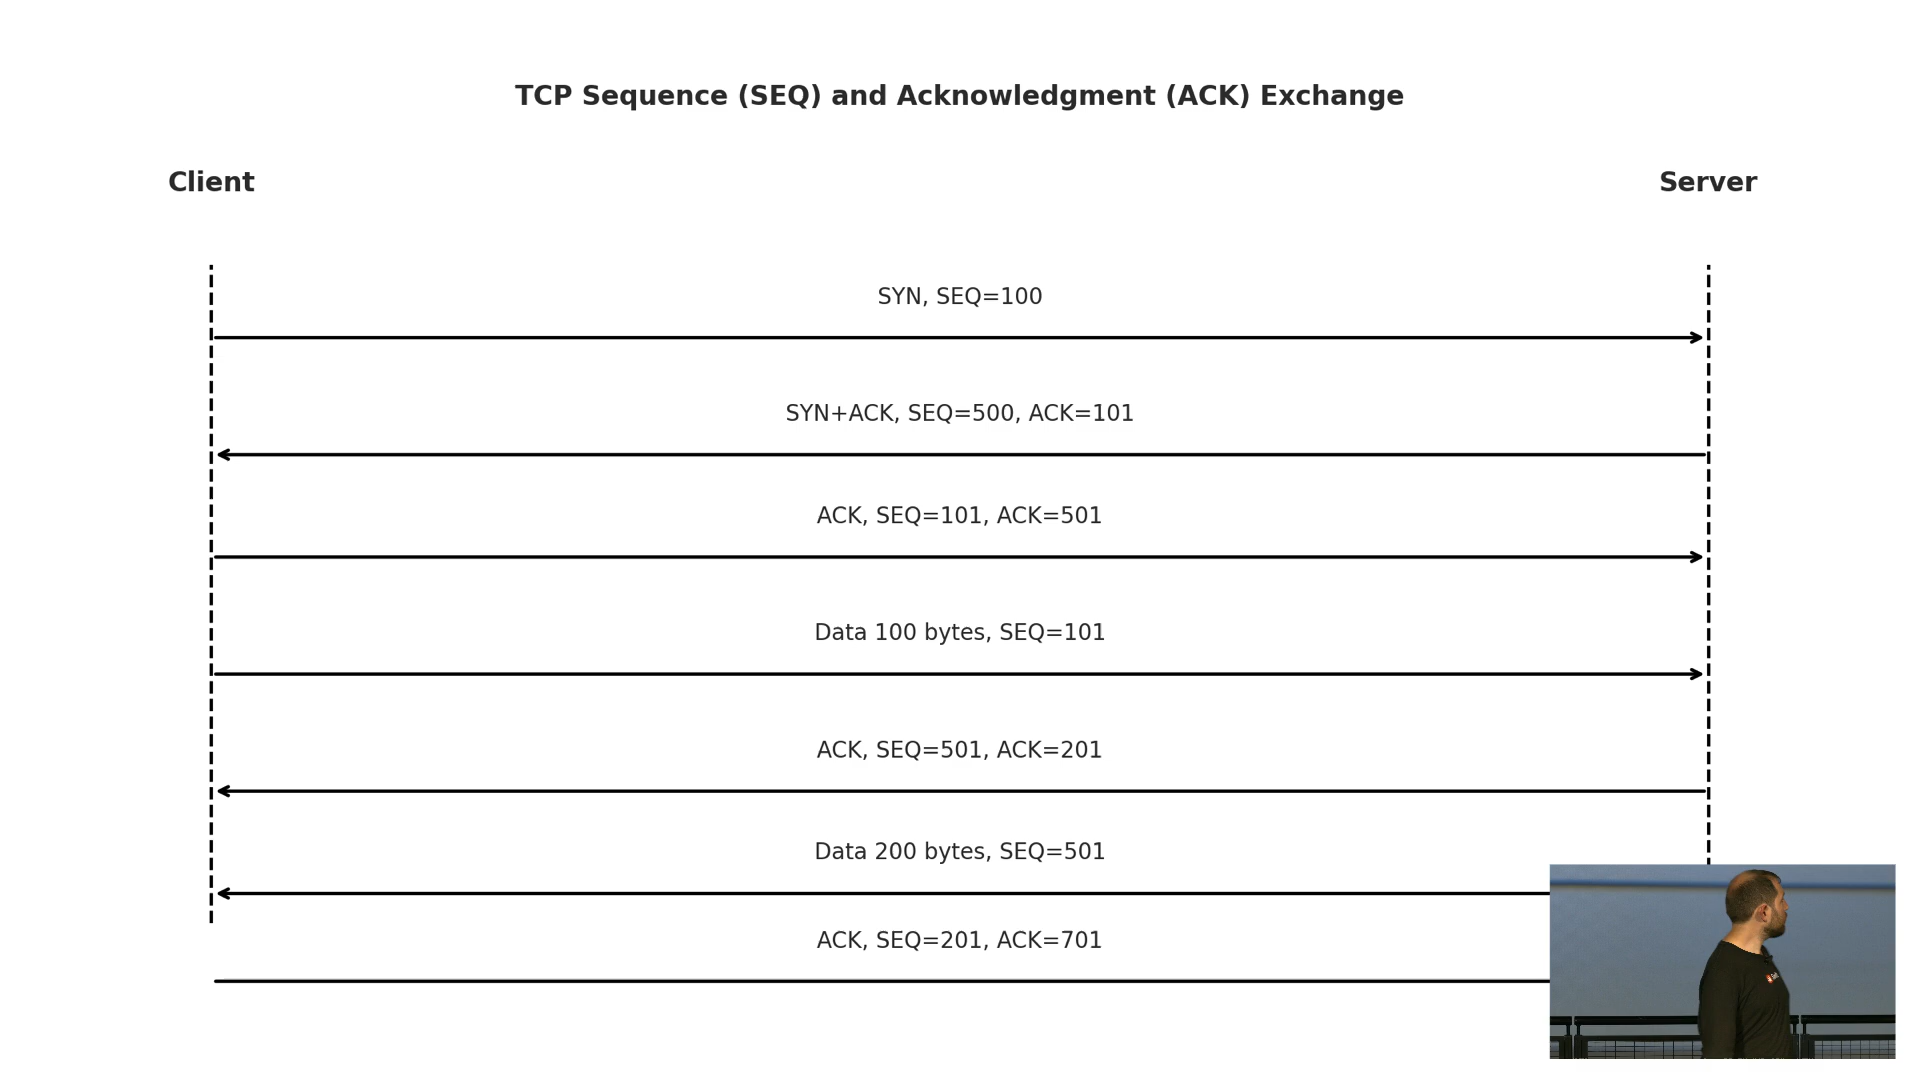 TCP Sequence (SEQ) and Acknowledgment (ACK) Exchange
Client
Server
SYN, SEQ=100
SYN+ACK, SEQ=500, ACK=101
ACK, SEQ=101, ACK=501
Data 100 bytes, SEQ=101
ACK, SEQ=501, ACK=201
Data 200 bytes, SEQ=501
ACK, SEQ=201, ACK=701